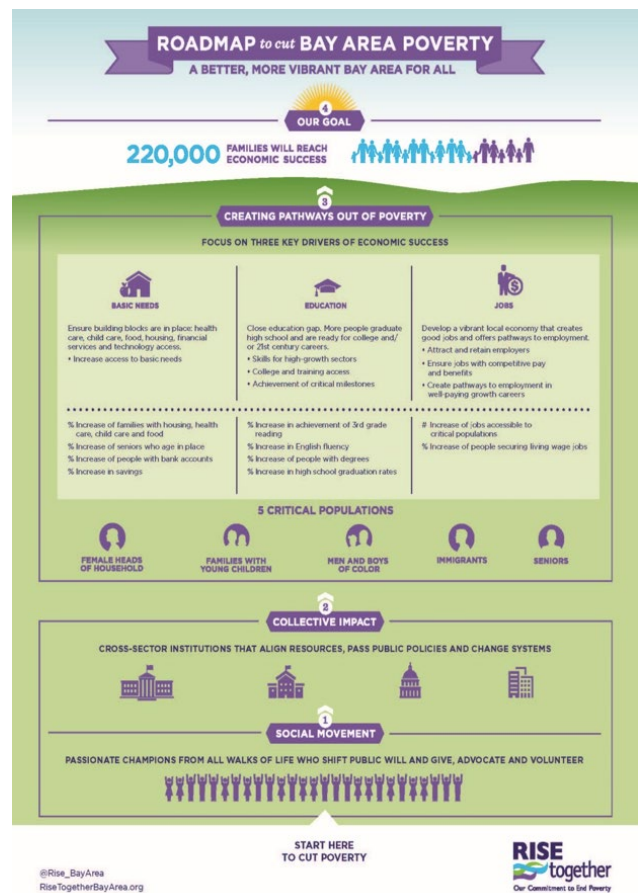 ROADMAP to cut BAY AREA POVERTY
A BETTER, MORE VIBRANT BAY AREA FOR ALL
4
OUR GOAL
220,000 FAMILIES WILL REACH
ECONOMIC SUCCESS
3
CREATING PATHWAYS OUT OF POVERTY
FOCUS ON THREE KEY DRIVERS OF ECONOMIC SUCCESS
BASIC NEEDS
Ensure building blocks are in place: health
care, child care, food, housing, financial
services and technology access.
• Increase access to basic needs
% Increase of families with housing, health
care, child care and food
% Increase of seniors who age in place
% Increase of people with bank accounts
% Increase in savings
EDUCATION
Close education gap. More people graduate
high school and are ready for college and/
or 21st century careers.
• Skills for high-growth sectors
• College and training access
• Achievement of critical milestones
% Increase in achievement of 3rd grade
reading
% Increase in English fluency
% Increase of people with degrees
% Increase in high school graduation rates
JOBS
$
Develop a vibrant local economy that creates
good jobs and offers pathways to employment.
• Attract and retain employers
• Ensure jobs with competitive pay
and benefits
• Create pathways to employment in
well-paying growth careers
# Increase of jobs accessible to
critical populations
% Increase of people securing living wage jobs
5 CRITICAL POPULATIONS
FEMALE HEADS
OF HOUSEHOLD
FAMILIES WITH
YOUNG CHILDREN
MEN AND BOYS
OF COLOR
IMMIGRANTS
SENIORS
2
COLLECTIVE IMPACT
CROSS-SECTOR INSTITUTIONS THAT ALIGN RESOURCES, PASS PUBLIC POLICIES AND CHANGE SYSTEMS
1
SOCIAL MOVEMENT
PASSIONATE CHAMPIONS FROM ALL WALKS OF LIFE WHO SHIFT PUBLIC WILL AND GIVE, ADVOCATE AND VOLUNTEER
START HERE
TO CUT POVERTY
@Rise_BayArea
RiseTogetherBayArea.org
RISE
together
Our Commitment to End Poverty